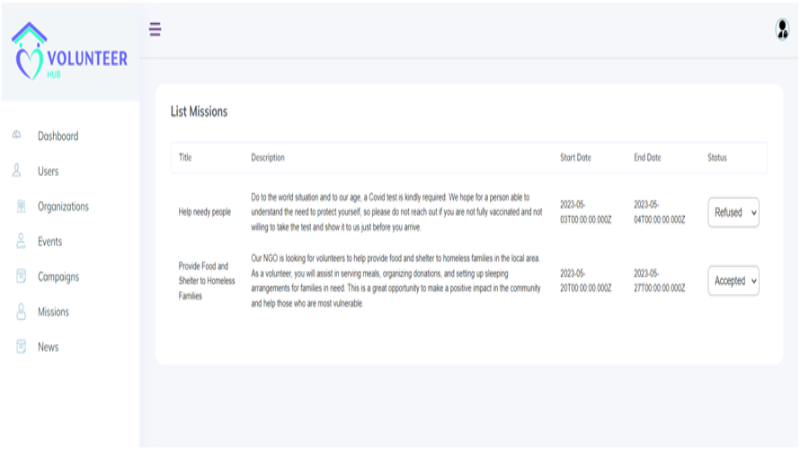 VOLUNTEER
HUB
Dashboard
Users
Organizations
Events
Campaigns
Missions
News
List Missions
Title Description Start Date End Date Status
Help needy people
Do to the world situation and to our age, a Covid test is kindly required. We hope for a person able to
understand the need to protect yourself, so please do not reach out if you are not fully vaccinated and not
willing to take the test and show it to us just before you arrive.
2023-05-
03T00:00:00.000Z
2023-05-
04T00:00:00.000Z
Refused
Provide Food and
Shelter to Homeless
Families
Our NGO is looking for volunteers to help provide food and shelter to homeless families in the local area.
As a volunteer, you will assist in serving meals, organizing donations, and setting up sleeping
arrangements for families in need. This is a great opportunity to make a positive impact in the community
and help those who are most vulnerable.
2023-05-
20T00:00:00.000Z
2023-05-
27T00:00:00.000Z
Accepted